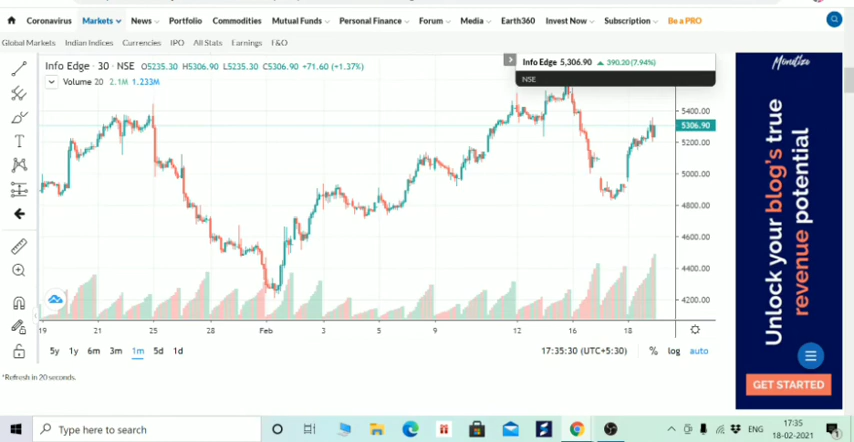 Coronavirus Markets News Portfolio Commodities Mutual Funds Personal Finance Forum Media Earth360 Invest Now Subscription Be a PRO
Global Markets Indian Indices Currencies IPO All Stats Earnings F&O
Info Edge · 30 · NSE O5235.30 H5306.90 L5235.30 C5306.90 +71.60 (+1.37%)
Volume 20 2.1M 1.233M
Info Edge 5,306.90 ▲ 390.20 (7.94%)
NSE
5400.00
5306.90
5200.00
5000.00
4800.00
4600.00
4400.00
4200.00
19 21 25 28 Feb 3 5 9 12 16 18
5y 1y 6m 3m 1m 5d 1d 17:35:30 (UTC+5:30) % log auto
*Refresh in 20 seconds.
Unlock your blog's true
revenue potential
GET STARTED
Type here to search
ENG
17:35
18-02-2021